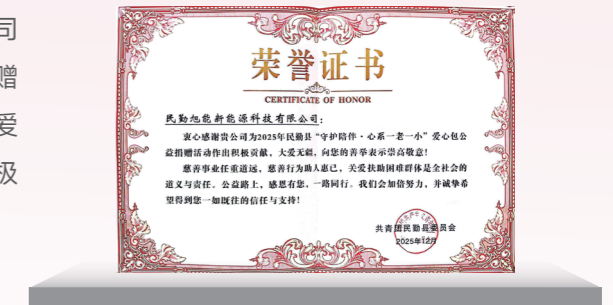 司
赠
爱
极
荣誉证书
CERTIFICATE OF HONOR
民勤旭能新能源科技有限公司：
衷心感谢贵公司为2025年民勤县“守护陪伴·心系一老一小”爱心包公
益捐赠活动作出积极贡献，大爱无疆，向您的善举表示崇高敬意！
慈善事业任重道远，慈善行为助人惠己，关爱扶助困难群体是全社会的
道义与责任。公益路上，感恩有您，一路同行。我们会加倍努力，并诚挚希
望得到您一如既往的信任与支持！
共青团民勤县委员会
2025年12月